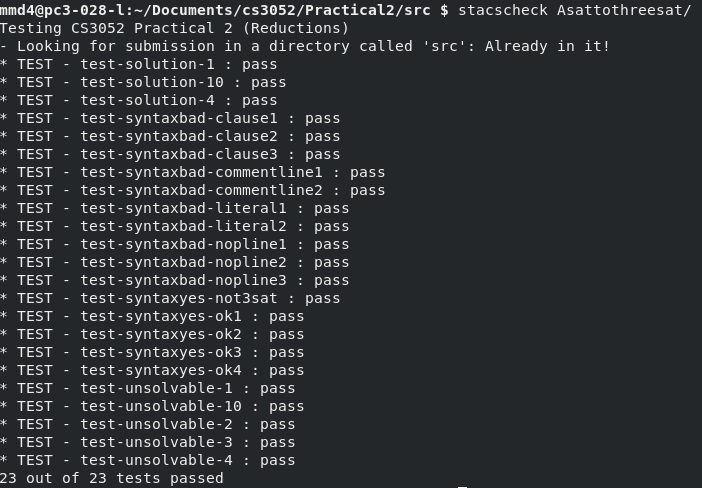 mmd4@pc3-028-l:~/Documents/cs3052/Practical2/src $ stacscheck Asattothreesat/
Testing CS3052 Practical 2 (Reductions)
- Looking for submission in a directory called 'src': Already in it!
* TEST - test-solution-1 : pass
* TEST - test-solution-10 : pass
* TEST - test-solution-4 : pass
* TEST - test-syntaxbad-clause1 : pass
* TEST - test-syntaxbad-clause2 : pass
* TEST - test-syntaxbad-clause3 : pass
* TEST - test-syntaxbad-commentline1 : pass
* TEST - test-syntaxbad-commentline2 : pass
* TEST - test-syntaxbad-literal1 : pass
* TEST - test-syntaxbad-literal2 : pass
* TEST - test-syntaxbad-nopline1 : pass
* TEST - test-syntaxbad-nopline2 : pass
* TEST - test-syntaxbad-nopline3 : pass
* TEST - test-syntaxyes-not3sat : pass
* TEST - test-syntaxyes-ok1 : pass
* TEST - test-syntaxyes-ok2 : pass
* TEST - test-syntaxyes-ok3 : pass
* TEST - test-syntaxyes-ok4 : pass
* TEST - test-unsolvable-1 : pass
* TEST - test-unsolvable-10 : pass
* TEST - test-unsolvable-2 : pass
* TEST - test-unsolvable-3 : pass
* TEST - test-unsolvable-4 : pass
23 out of 23 tests passed